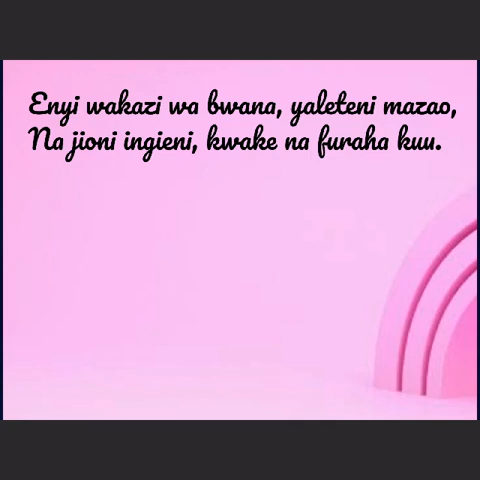 Enyi wakazi wa bwana, yaleteni mazao,
Na jioni ingieni, kwake na furaha kuu.